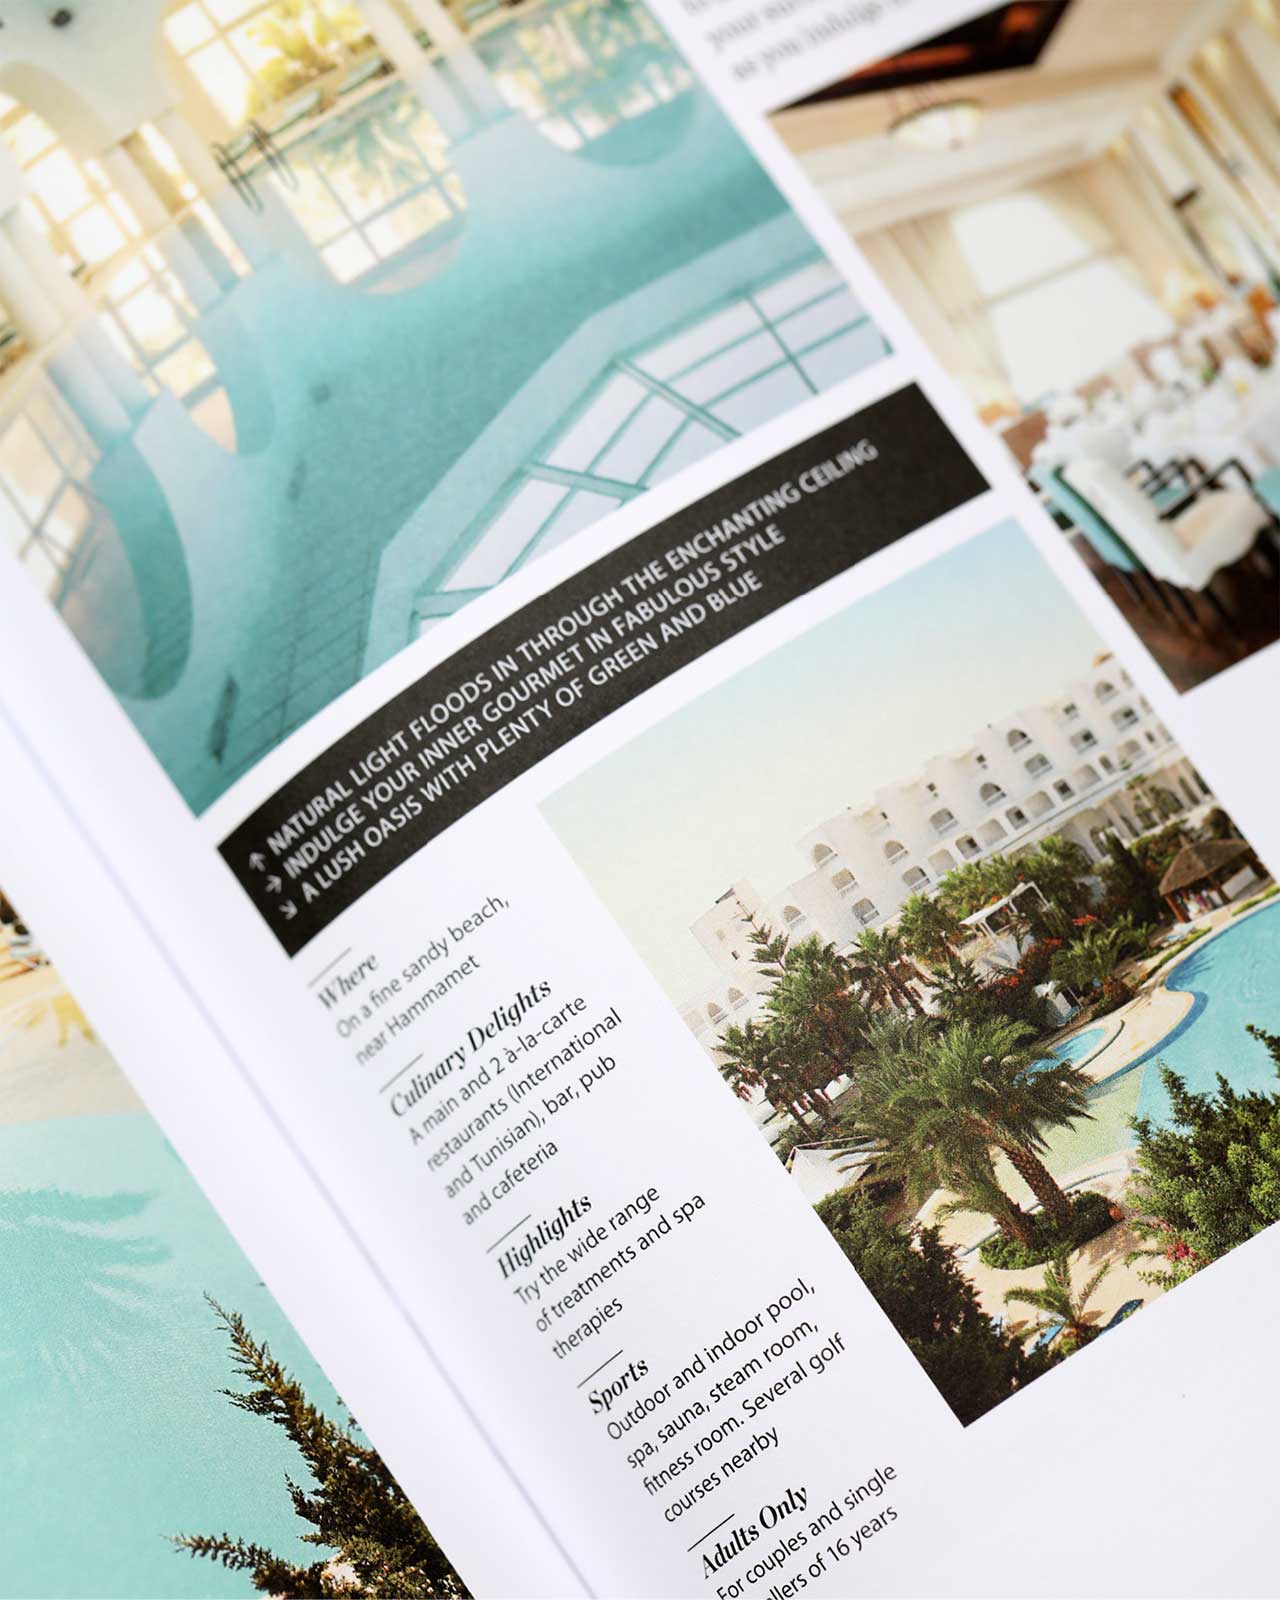 your su
as you indulge
↑ NATURAL LIGHT FLOODS IN THROUGH THE ENCHANTING CEILING
→ INDULGE YOUR INNER GOURMET IN FABULOUS STYLE
↘ A LUSH OASIS WITH PLENTY OF GREEN AND BLUE
Where
On a fine sandy beach,
near Hammamet
Culinary Delights
A main and 2 à-la-carte
restaurants (International
and Tunisian), bar, pub
and cafeteria
Highlights
Try the wide range
of treatments and spa
therapies
Sports
Outdoor and indoor pool,
spa, sauna, steam room,
fitness room. Several golf
courses nearby
Adults Only
For couples and single
ellers of 16 years